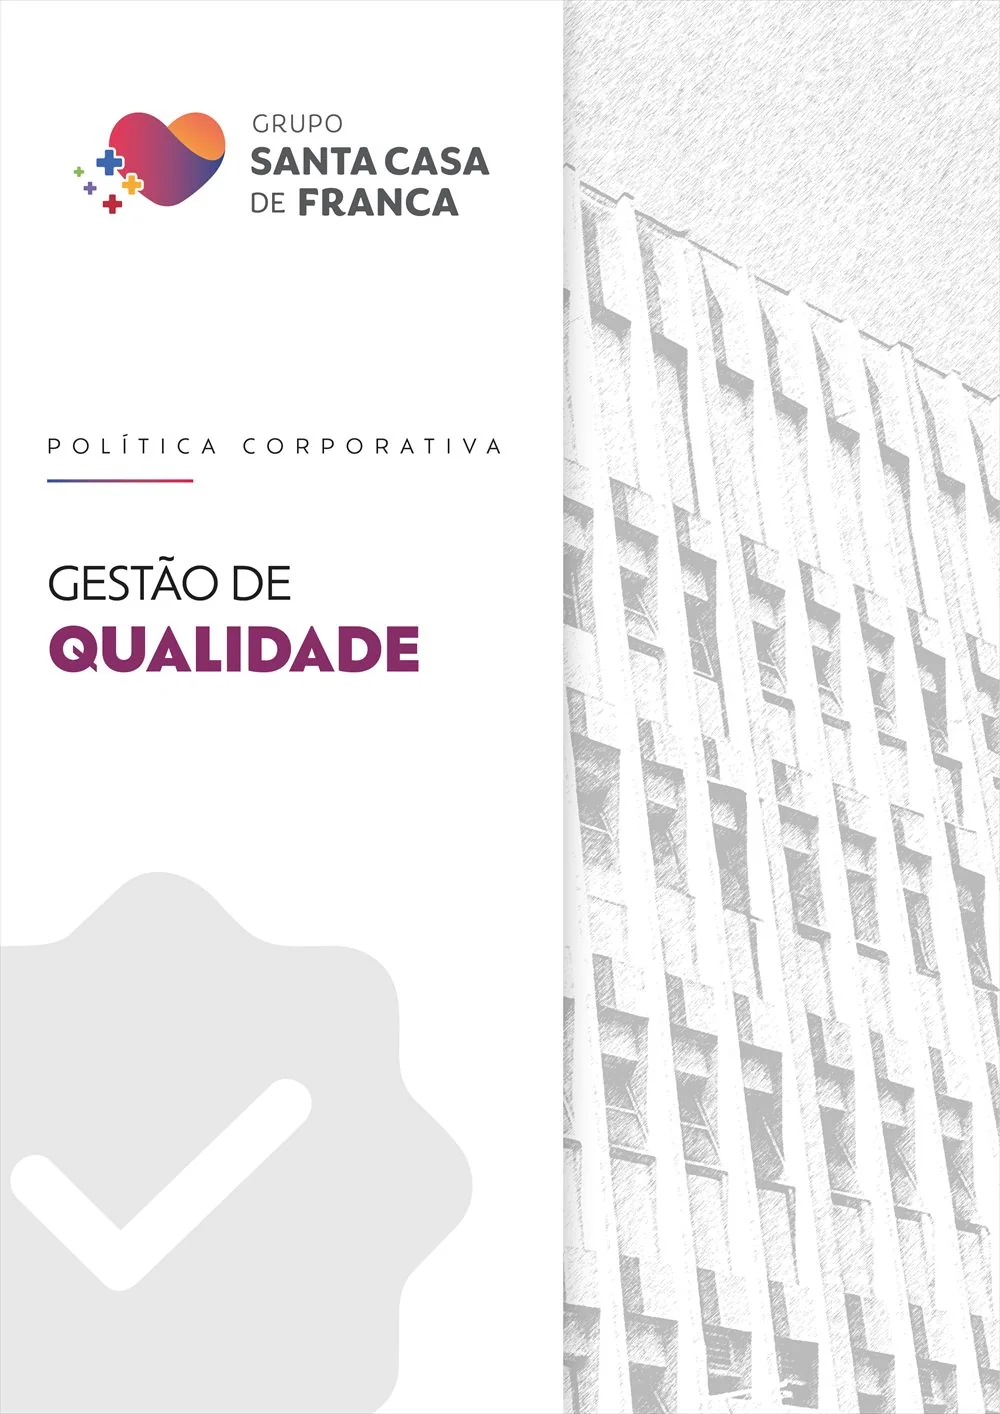 GRUPO
SANTA CASA
DE FRANCA
POLÍTICA CORPORATIVA
GESTÃO DE
QUALIDADE